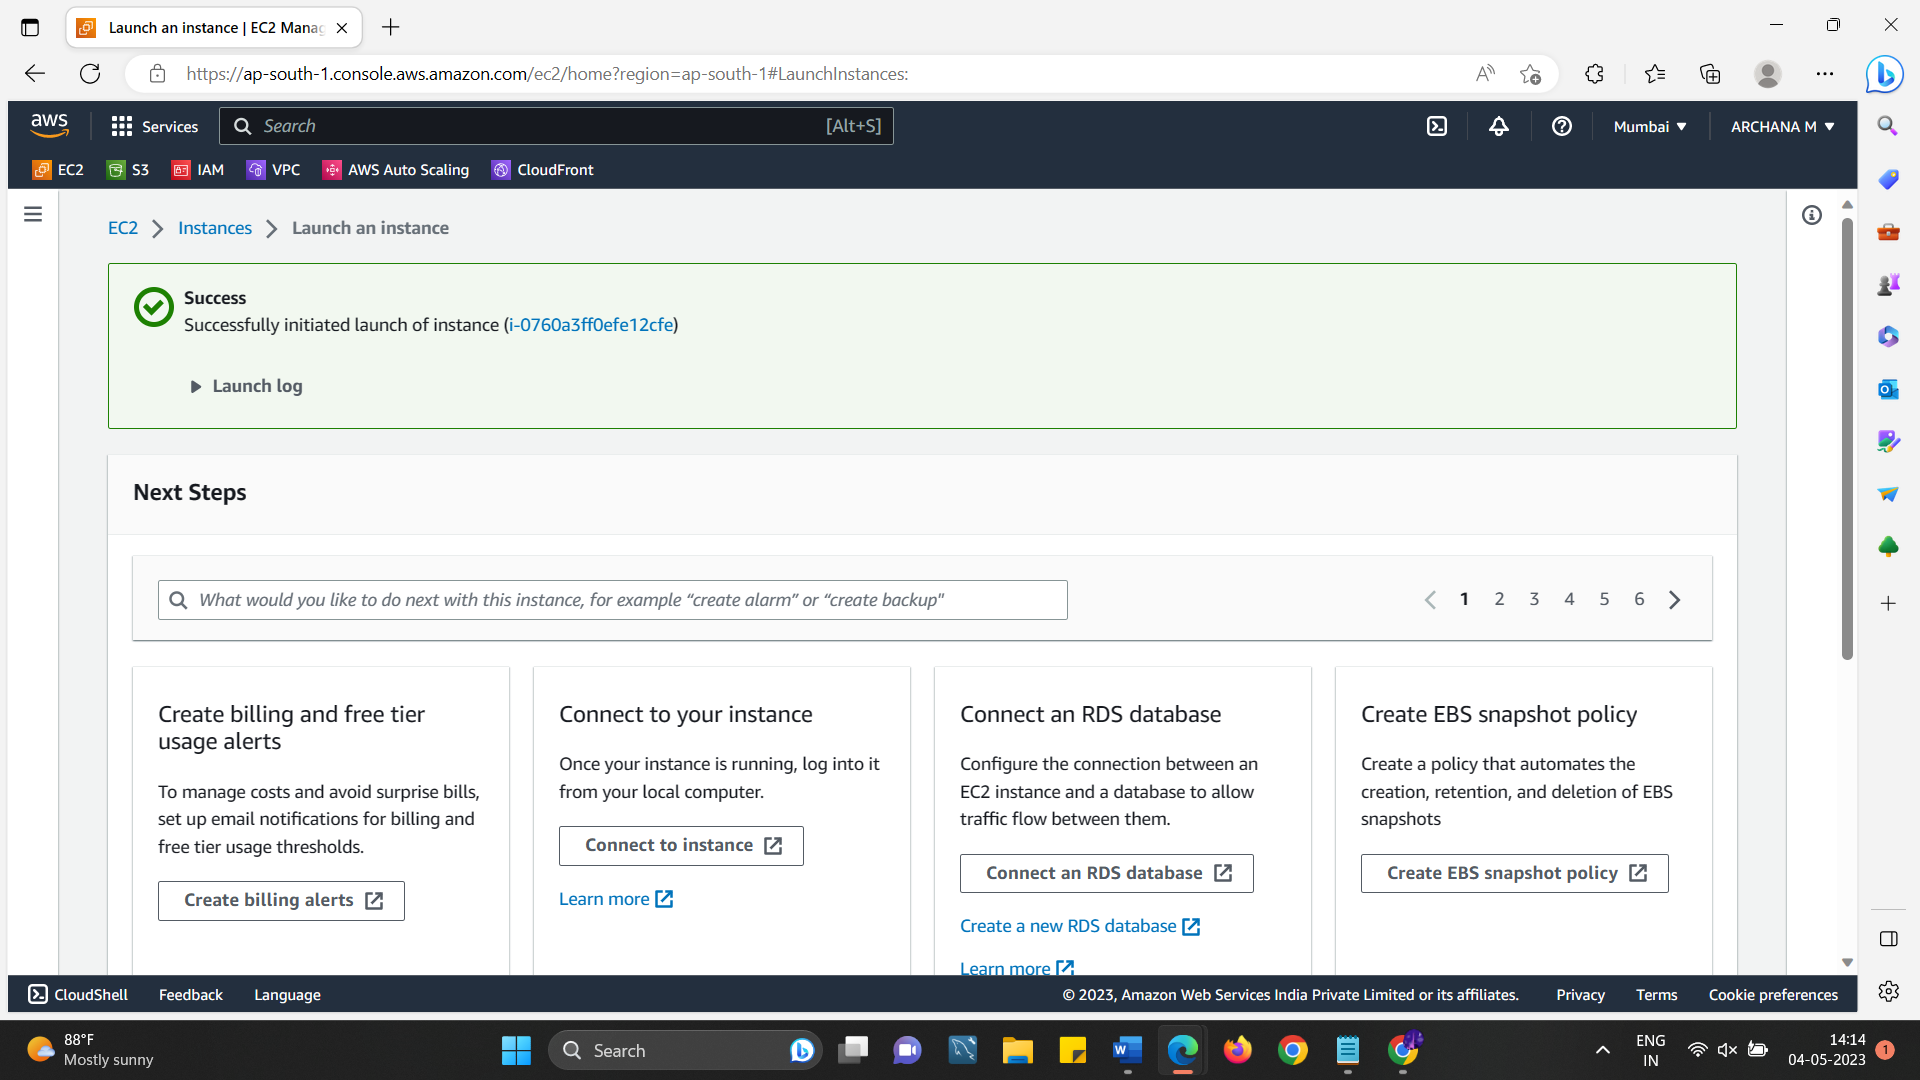 Launch an instance | EC2 Manag
https://ap-south-1.console.aws.amazon.com/ec2/home?region=ap-south-1#LaunchInstances:
aws
Services
Search
[Alt+S]
Mumbai
ARCHANA M
EC2
S3
IAM
VPC
AWS Auto Scaling
CloudFront
EC2
Instances
Launch an instance
Success
Successfully initiated launch of instance (i-0760a3ff0efe12cfe)
Launch log
Next Steps
What would you like to do next with this instance, for example “create alarm” or “create backup"
1 2 3 4 5 6
Create billing and free tier
usage alerts
To manage costs and avoid surprise bills,
set up email notifications for billing and
free tier usage thresholds.
Create billing alerts
Connect to your instance
Once your instance is running, log into it
from your local computer.
Connect to instance
Learn more
Connect an RDS database
Configure the connection between an
EC2 instance and a database to allow
traffic flow between them.
Connect an RDS database
Create a new RDS database
Learn more
Create EBS snapshot policy
Create a policy that automates the
creation, retention, and deletion of EBS
snapshots
Create EBS snapshot policy
CloudShell
Feedback
Language
© 2023, Amazon Web Services India Private Limited or its affiliates.
Privacy
Terms
Cookie preferences
88°F
Mostly sunny
Search
ENG
IN
14:14
04-05-2023
1